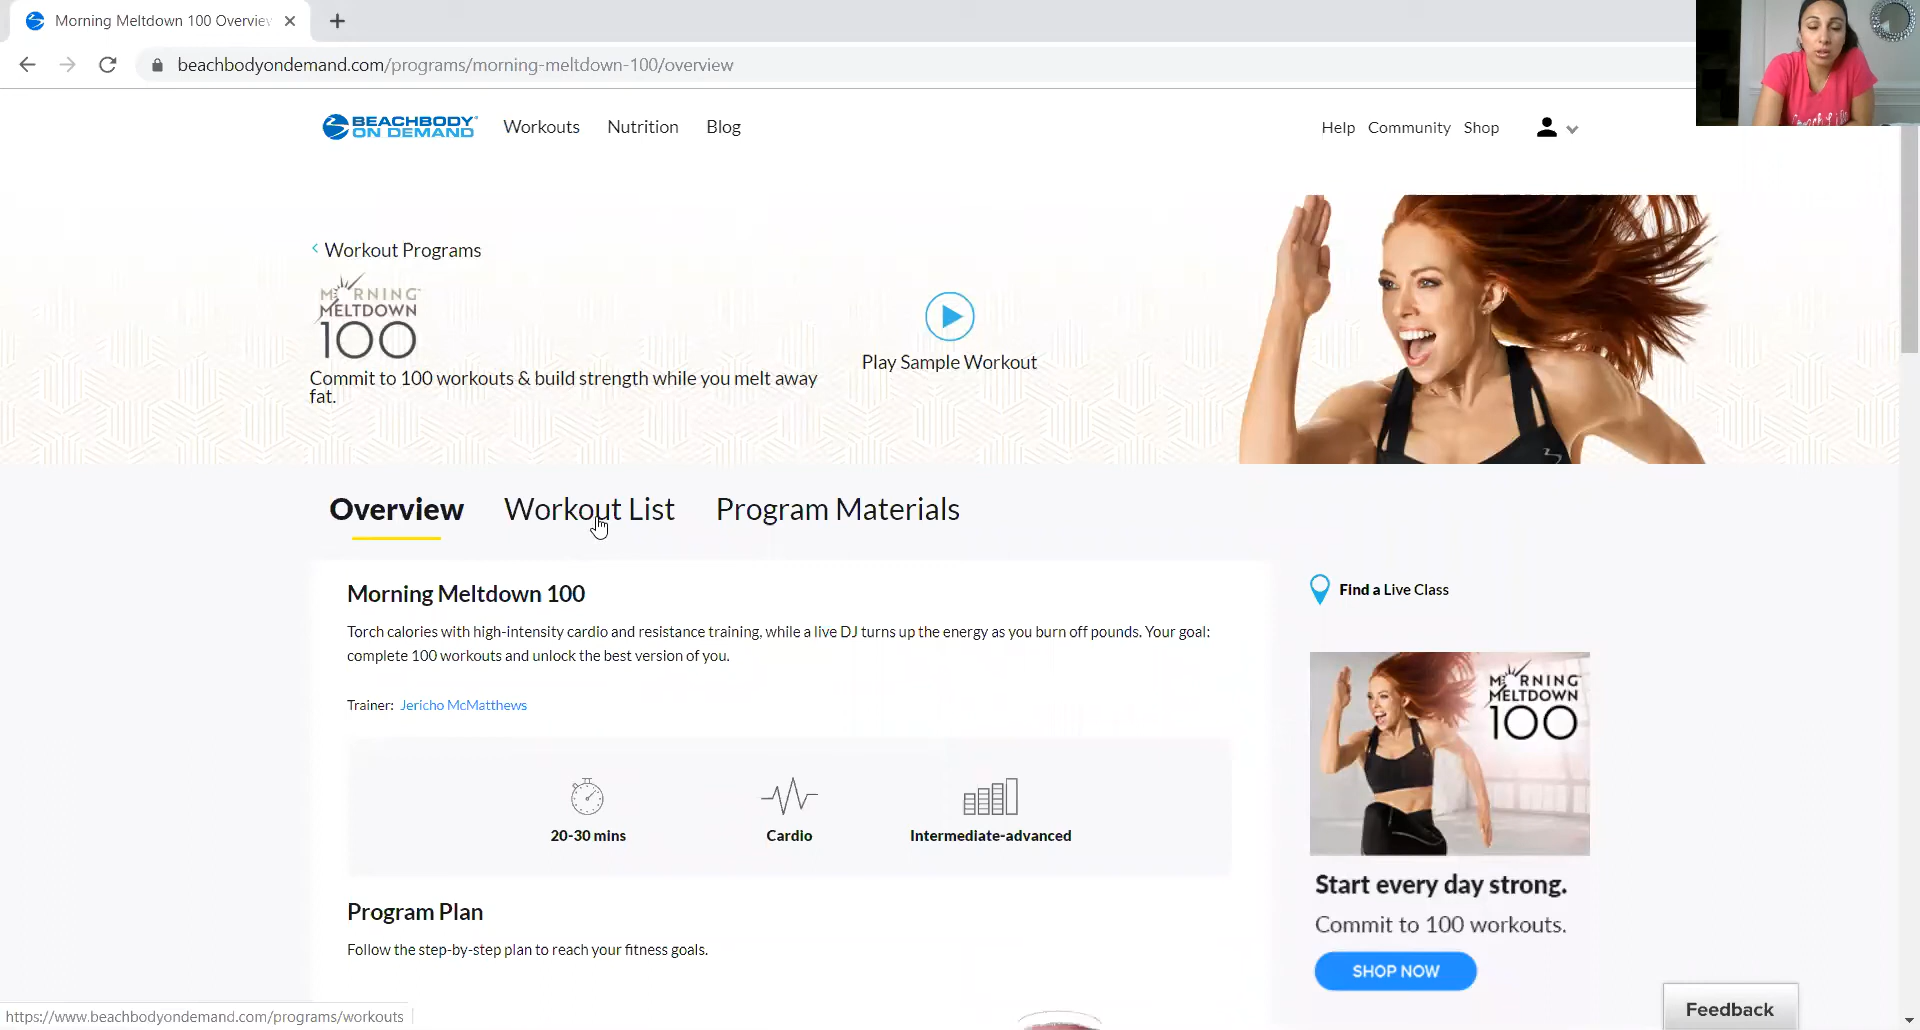 Morning Meltdown 100 Overview
beachbodyondemand.com/programs/morning-meltdown-100/overview
BEACHBODY
ON DEMAND
Workouts Nutrition Blog
Help Community Shop
Workout Programs
MORNING
MELTDOWN
100
Commit to 100 workouts & build strength while you melt away
fat.
Play Sample Workout
Overview Workout List Program Materials
Morning Meltdown 100
Torch calories with high-intensity cardio and resistance training, while a live DJ turns up the energy as you burn off pounds. Your goal:
complete 100 workouts and unlock the best version of you.
Trainer: Jericho McMatthews
20-30 mins Cardio Intermediate-advanced
Program Plan
Follow the step-by-step plan to reach your fitness goals.
Find a Live Class
MORNING
MELTDOWN
100
Start every day strong.
Commit to 100 workouts.
SHOP NOW
Feedback
https://www.beachbodyondemand.com/programs/workouts